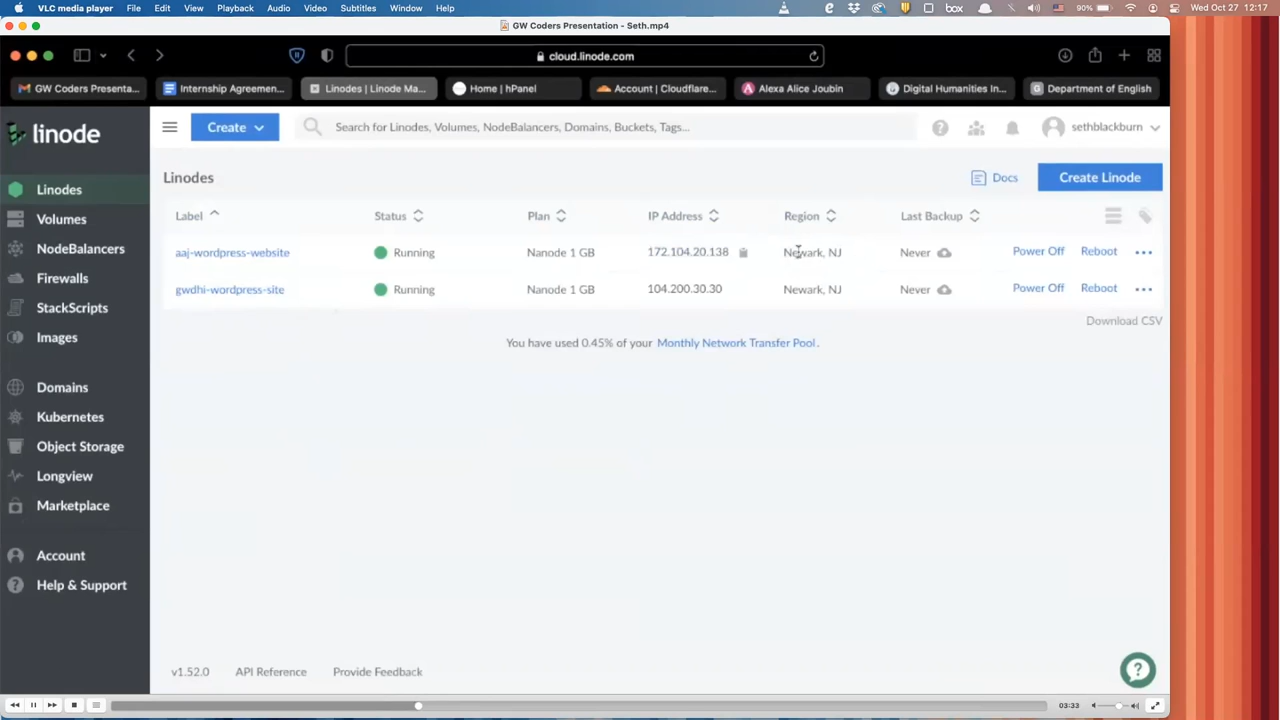 VLC media player File Edit View Playback Audio Video Subtitles Window Help box 90% Wed Oct 27 12:17
GW Coders Presentation - Seth.mp4
cloud.linode.com
GW Coders Presenta... Internship Agreemen... Linodes | Linode Ma... Home | hPanel Account | Cloudflare... Alexa Alice Joubin Digital Humanities In... Department of English
linode
Create
Search for Linodes, Volumes, NodeBalancers, Domains, Buckets, Tags...
sethblackburn
Linodes
Volumes
NodeBalancers
Firewalls
StackScripts
Images
Domains
Kubernetes
Object Storage
Longview
Marketplace
Account
Help & Support
Linodes
Docs
Create Linode
Label Status Plan IP Address Region Last Backup
aaj-wordpress-website Running Nanode 1 GB 172.104.20.138 Newark, NJ Never Power Off Reboot ...
gwdhi-wordpress-site Running Nanode 1 GB 104.200.30.30 Newark, NJ Never Power Off Reboot ...
Download CSV
You have used 0.45% of your Monthly Network Transfer Pool.
v1.52.0 API Reference Provide Feedback
03:33